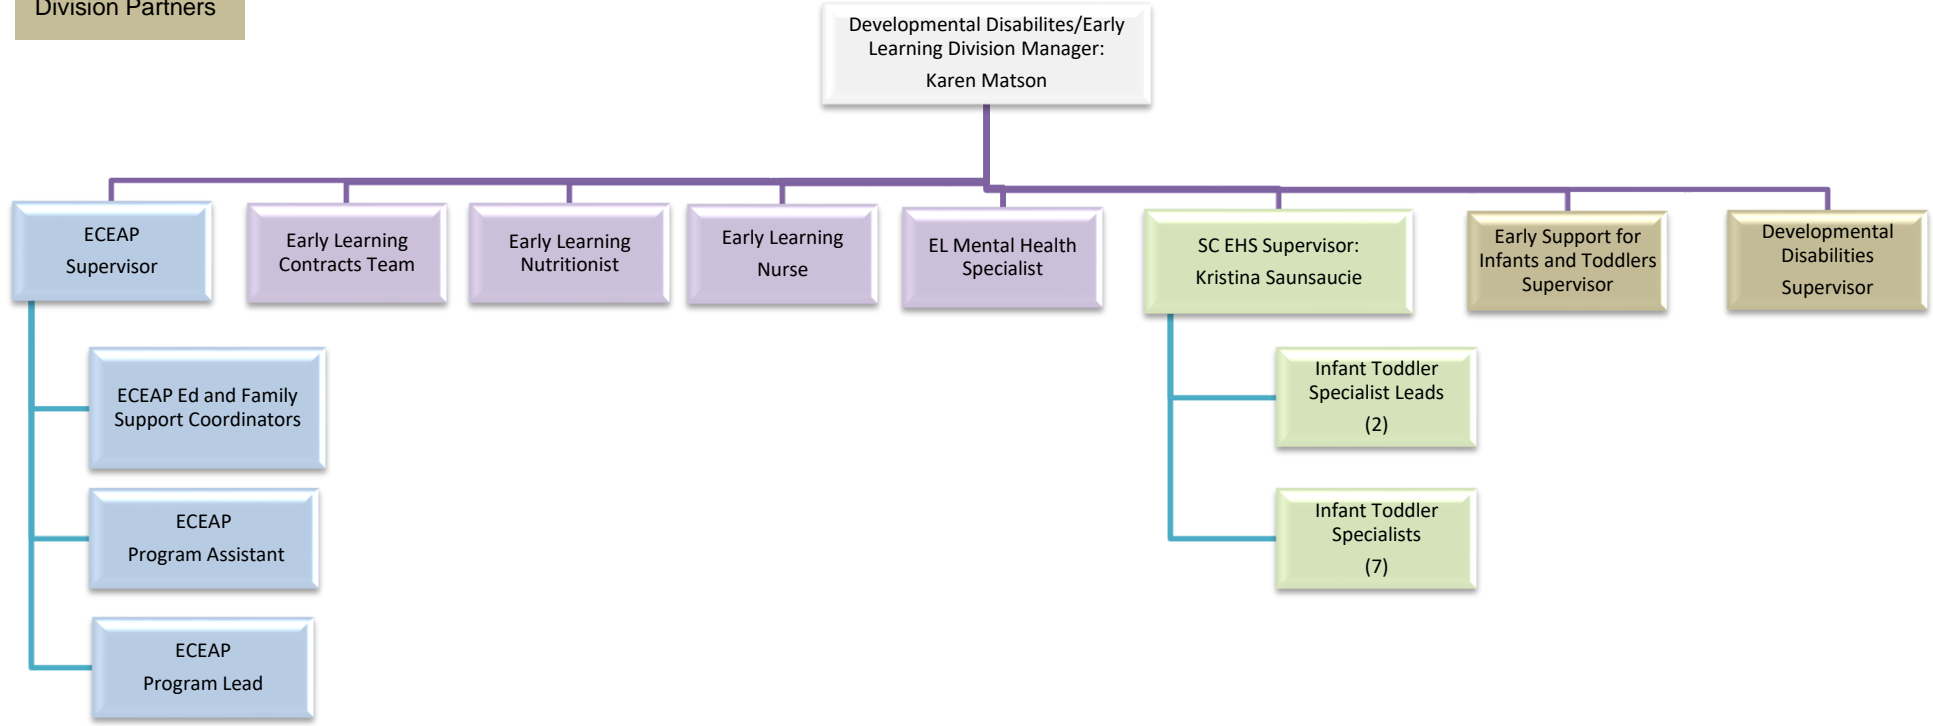 Division Partners
Developmental Disabilites/Early
Learning Division Manager:
Karen Matson
ECEAP
Supervisor
Early Learning
Contracts Team
Early Learning
Nutritionist
Early Learning
Nurse
EL Mental Health
Specialist
SC EHS Supervisor:
Kristina Saunsaucie
Early Support for
Infants and Toddlers
Supervisor
Developmental
Disabilities
Supervisor
ECEAP Ed and Family
Support Coordinators
ECEAP
Program Assistant
ECEAP
Program Lead
Infant Toddler
Specialist Leads
(2)
Infant Toddler
Specialists
(7)